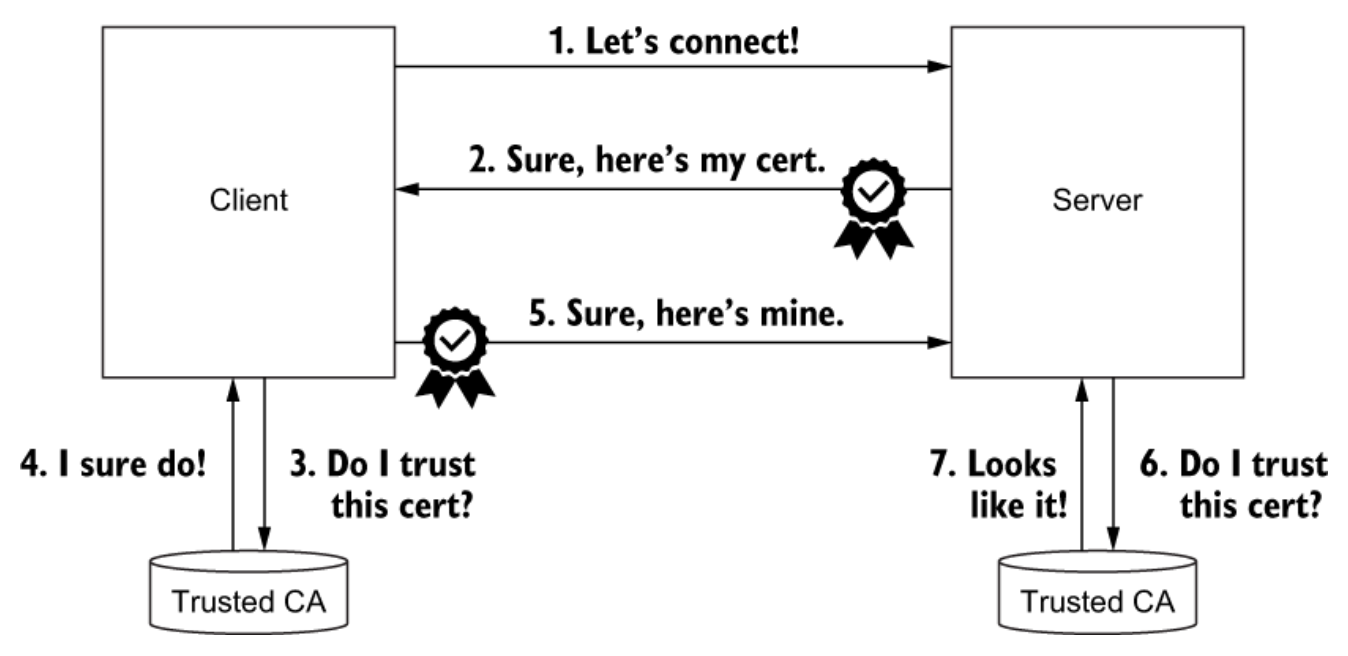 1. Let's connect!
2. Sure, here's my cert.
Client
Server
5. Sure, here's mine.
4. I sure do!
3. Do I trust
this cert?
7. Looks
like it!
6. Do I trust
this cert?
Trusted CA
Trusted CA